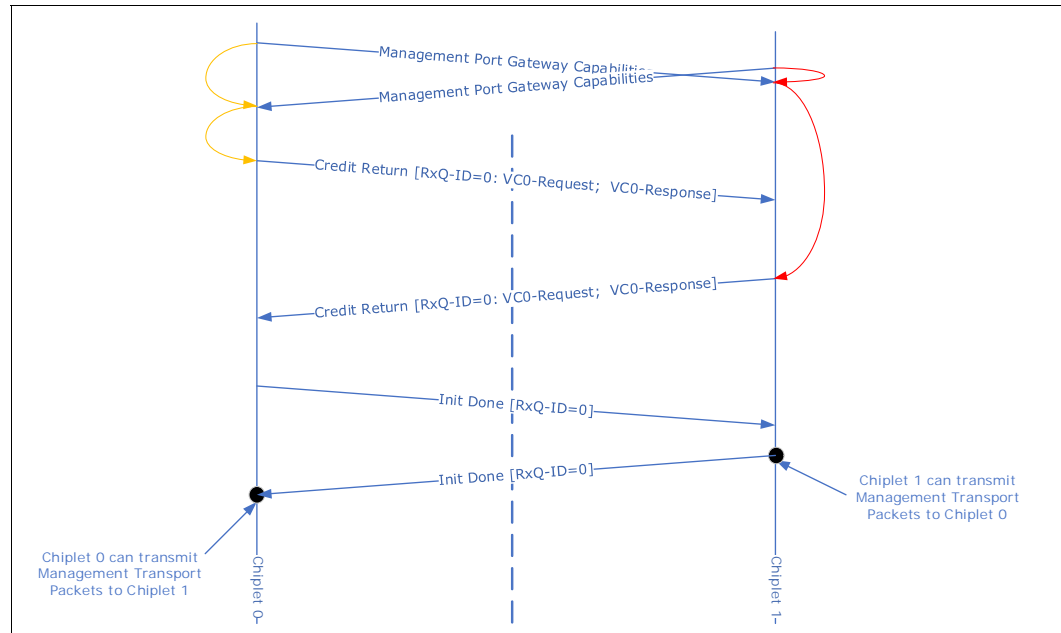 Management Port Gateway Capabilities
Management Port Gateway Capabilities
Credit Return [RxQ-ID=0: VC0-Request; VC0-Response]
Credit Return [RxQ-ID=0: VC0-Request; VC0-Response]
Init Done [RxQ-ID=0]
Init Done [RxQ-ID=0]
Chiplet 1 can transmit
Management Transport
Packets to Chiplet 0
Chiplet 0 can transmit
Management Transport
Packets to Chiplet 1
Chiplet 0
Chiplet 1